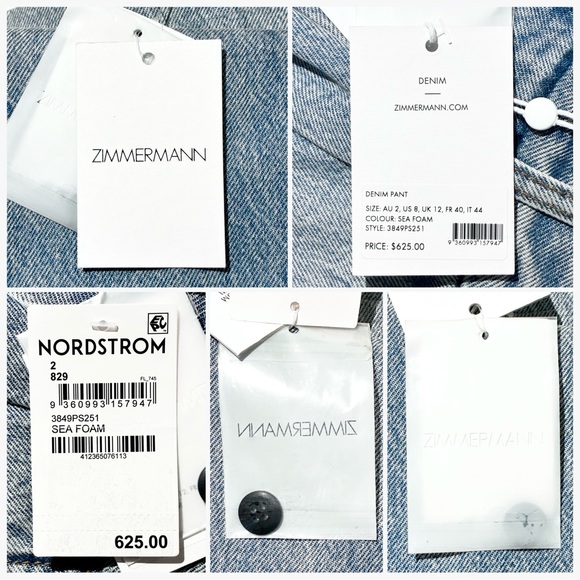 ZIMMERMANN
DENIM
ZIMMERMANN.COM
DENIM PANT
SIZE: AU 2, US 8, UK 12, FR 40, IT 44
COLOUR: SEA FOAM
STYLE: 3849PS251
9 360993 157947
PRICE: $625.00
NORDSTROM
2
829
FL_745
9 360993 157947
3849PS251
SEA FOAM
412365076113
625.00
ZIMMERMANN
ZIMMERMANN